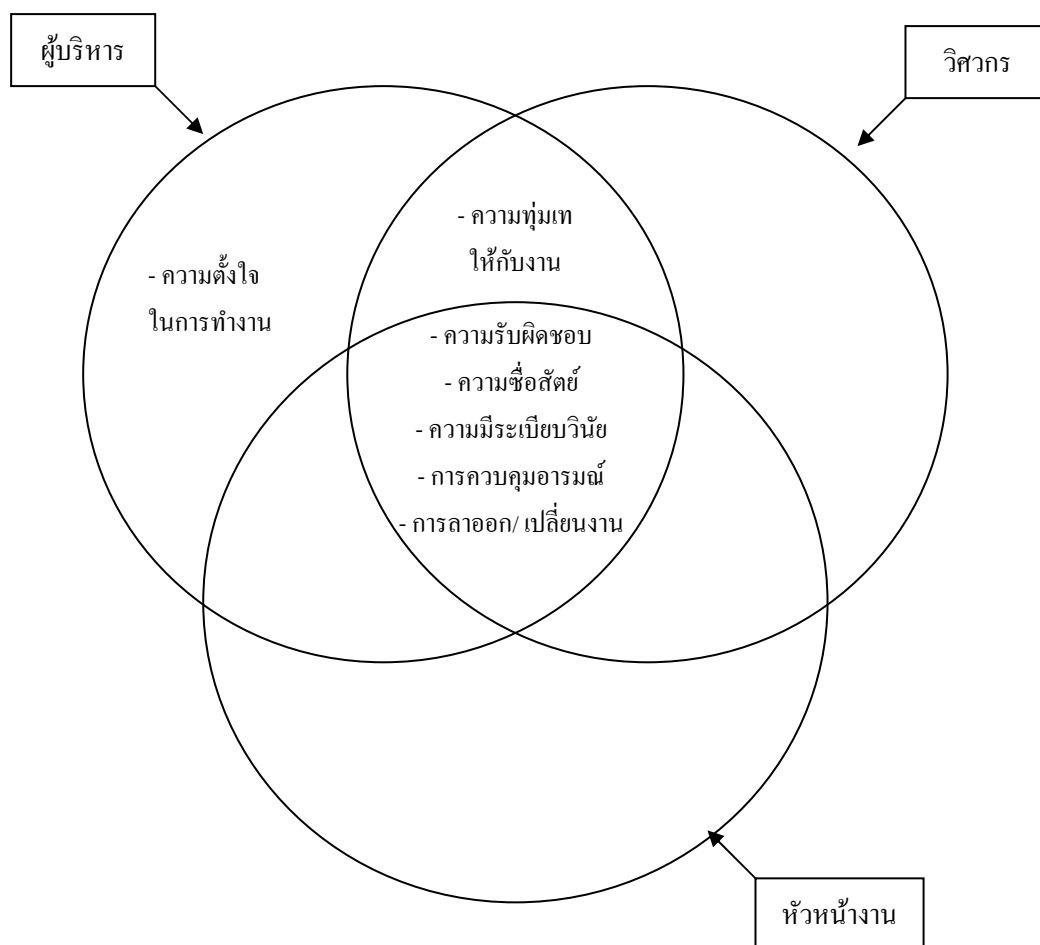 ผู้บริหาร
วิศวกร
- ความทุ่มเท
ให้กับงาน
- ความตั้งใจ
ในการทำงาน
- ความรับผิดชอบ
- ความซื่อสัตย์
- ความมีระเบียบวินัย
- การควบคุมอารมณ์
- การลาออก/ เปลี่ยนงาน
หัวหน้างาน